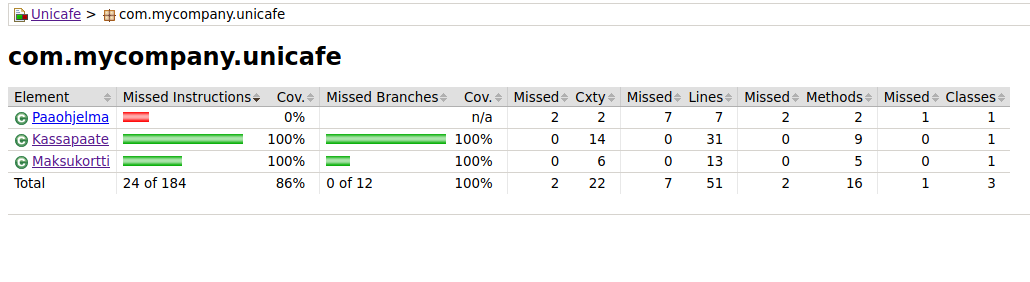 Unicafe > com.mycompany.unicafe
com.mycompany.unicafe
Element Missed Instructions Cov. Missed Branches Cov. Missed Cxty Missed Lines Missed Methods Missed Classes
C Paaohjelma 0% n/a 2 2 7 7 2 2 1 1
C Kassapaate 100% 100% 0 14 0 31 0 9 0 1
C Maksukortti 100% 100% 0 6 0 13 0 5 0 1
Total 24 of 184 86% 0 of 12 100% 2 22 7 51 2 16 1 3